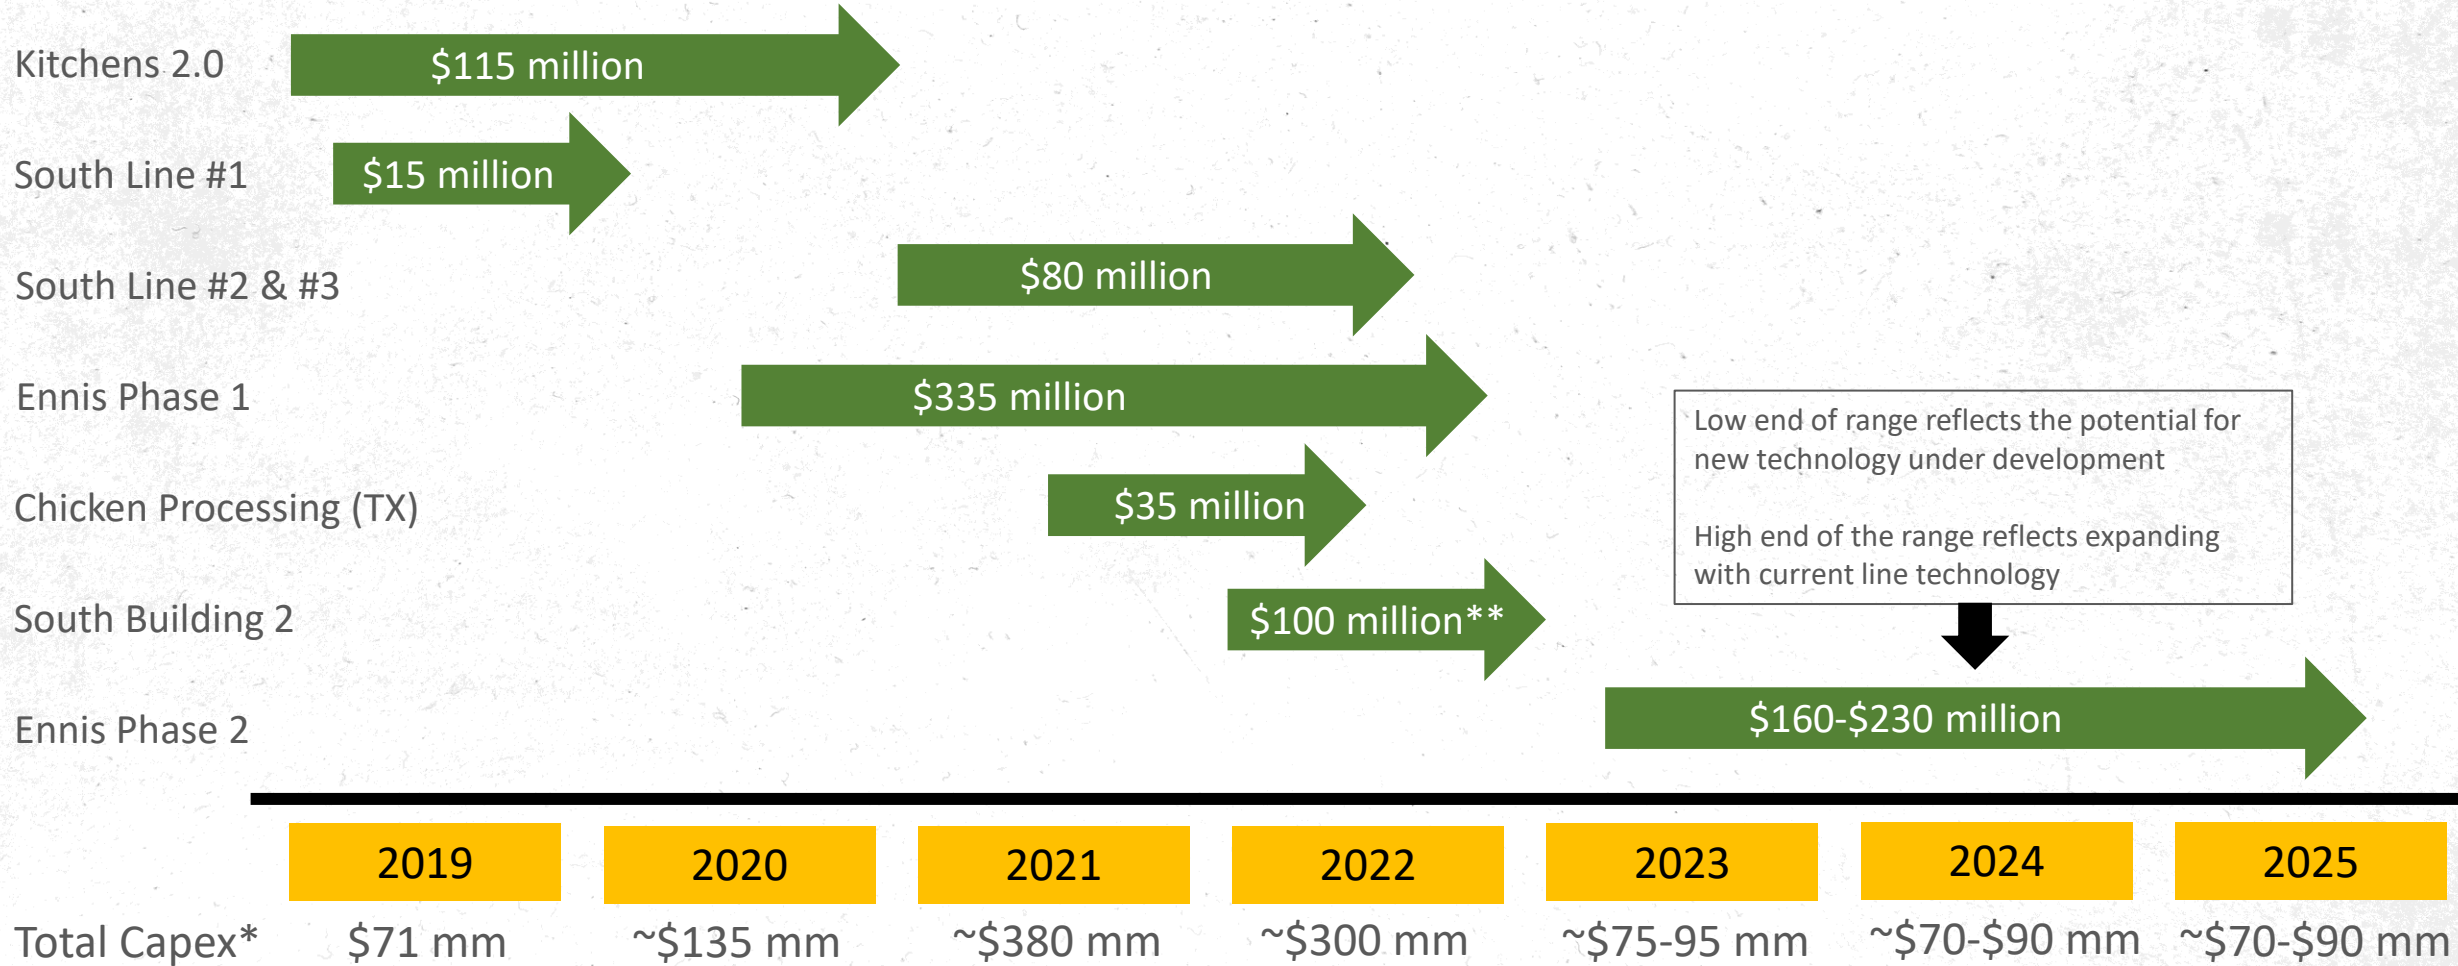 Kitchens 2.0
$115 million
South Line #1
$15 million
South Line #2 & #3
$80 million
Ennis Phase 1
$335 million
Chicken Processing (TX)
$35 million
South Building 2
$100 million**
Low end of range reflects the potential for
new technology under development
High end of the range reflects expanding
with current line technology
Ennis Phase 2
$160-$230 million
2019
2020
2021
2022
2023
2024
2025
Total Capex*
$71 mm
~$135 mm
~$380 mm
~$300 mm
~$75-95 mm
~$70-$90 mm
~$70-$90 mm